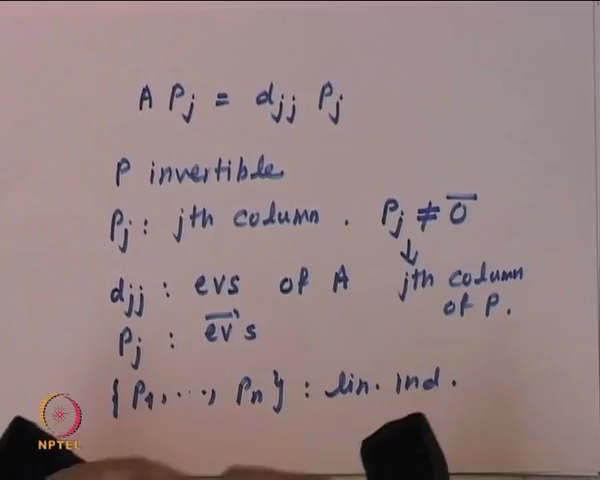 A Pj = djj Pj
P invertible
Pj : jth column . Pj ≠ 0̅
↓
djj : evs of A jth column
of P.
Pj : e̅v̅'s
{P1, ..., Pn} : lin. ind.
NPTEL